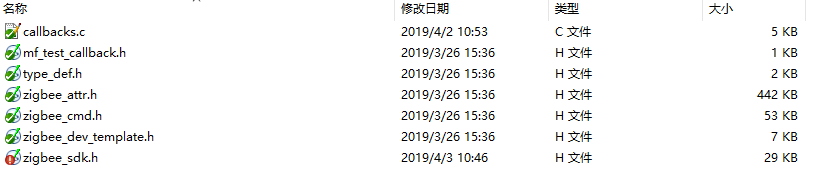 名称 修改日期 类型 大小
callbacks.c 2019/4/2 10:53 C 文件 5 KB
mf_test_callback.h 2019/3/26 15:36 H 文件 1 KB
type_def.h 2019/3/26 15:36 H 文件 2 KB
zigbee_attr.h 2019/3/26 15:36 H 文件 442 KB
zigbee_cmd.h 2019/3/26 15:36 H 文件 53 KB
zigbee_dev_template.h 2019/3/26 15:36 H 文件 7 KB
zigbee_sdk.h 2019/4/3 10:46 H 文件 29 KB